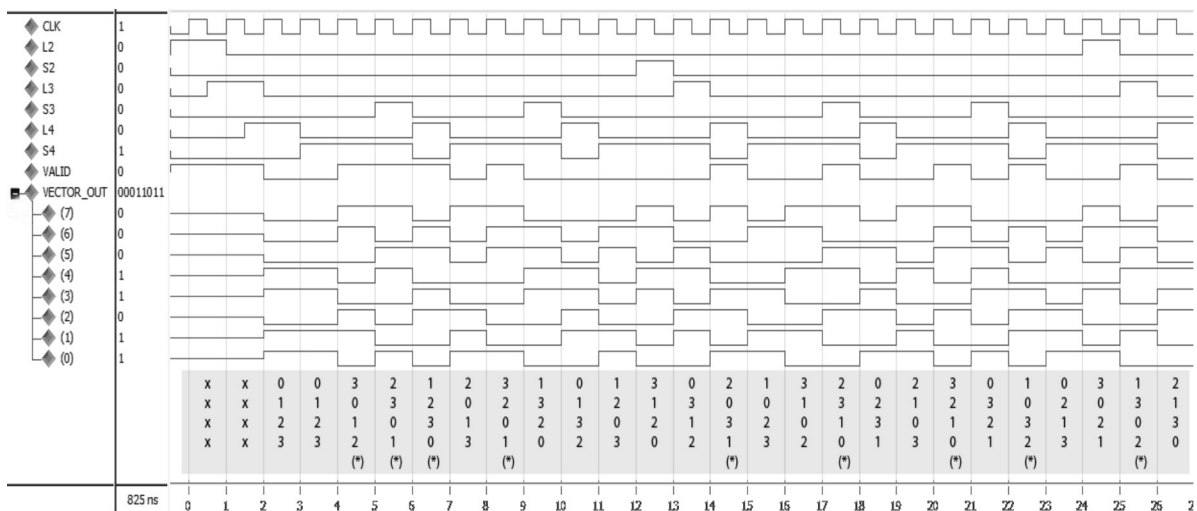 CLK 1
L2 0
S2 0
L3 0
S3 0
L4 0
S4 1
VALID 0
VECTOR_OUT 00011011
(7) 0
(6) 0
(5) 0
(4) 1
(3) 1
(2) 0
(1) 1
(0) 1
x x 0 0 3 2 1 2 3 1 0 1 3 0 2 1 3 2 0 2 3 0 1 0 3 1 2
x x 1 1 0 3 2 0 2 3 1 2 1 3 0 0 1 3 2 1 2 3 0 2 0 3 1
x x 2 2 1 0 3 1 0 2 3 0 2 1 3 2 0 1 3 0 1 2 3 1 2 0 3
x x 3 3 2 1 0 3 1 0 2 3 0 2 1 3 2 0 1 3 0 1 2 3 1 2 0
(*) (*) (*) (*) (*) (*) (*) (*) (*)
825 ns 0 1 2 3 4 5 6 7 8 9 10 11 12 13 14 15 16 17 18 19 20 21 22 23 24 25 26